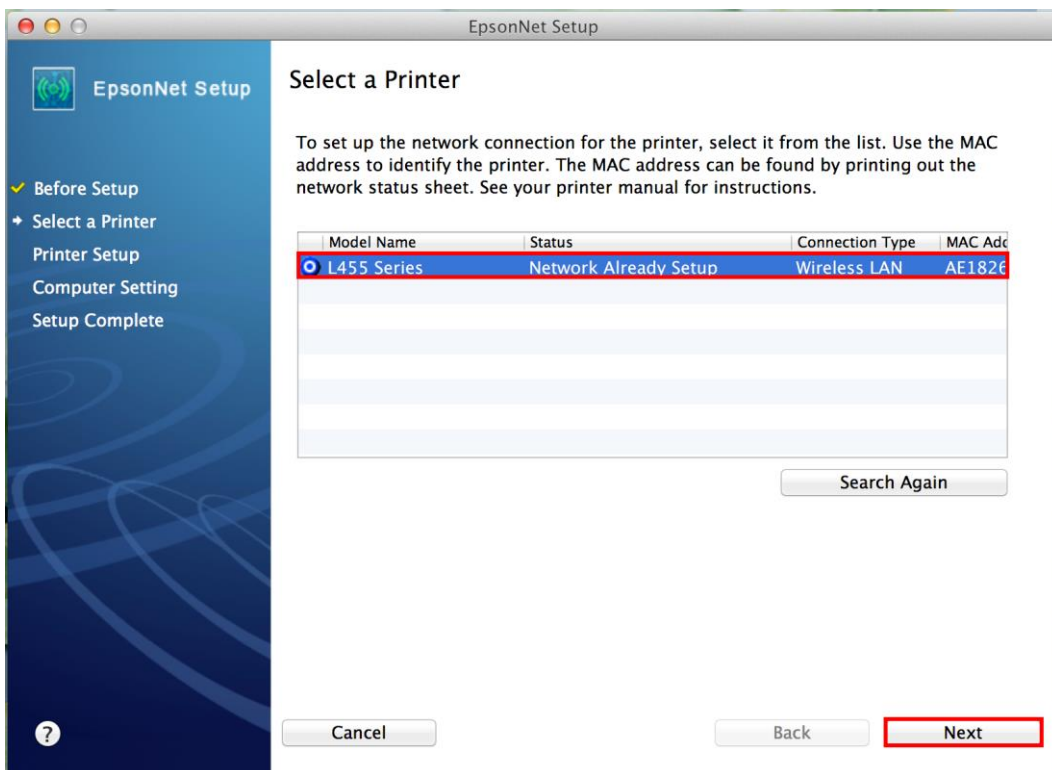 EpsonNet Setup
EpsonNet Setup
Before Setup
Select a Printer
Printer Setup
Computer Setting
Setup Complete
?
Select a Printer
To set up the network connection for the printer, select it from the list. Use the MAC
address to identify the printer. The MAC address can be found by printing out the
network status sheet. See your printer manual for instructions.
Model Name Status Connection Type MAC Adc
L455 Series Network Already Setup Wireless LAN AE1826
Search Again
Cancel Back Next